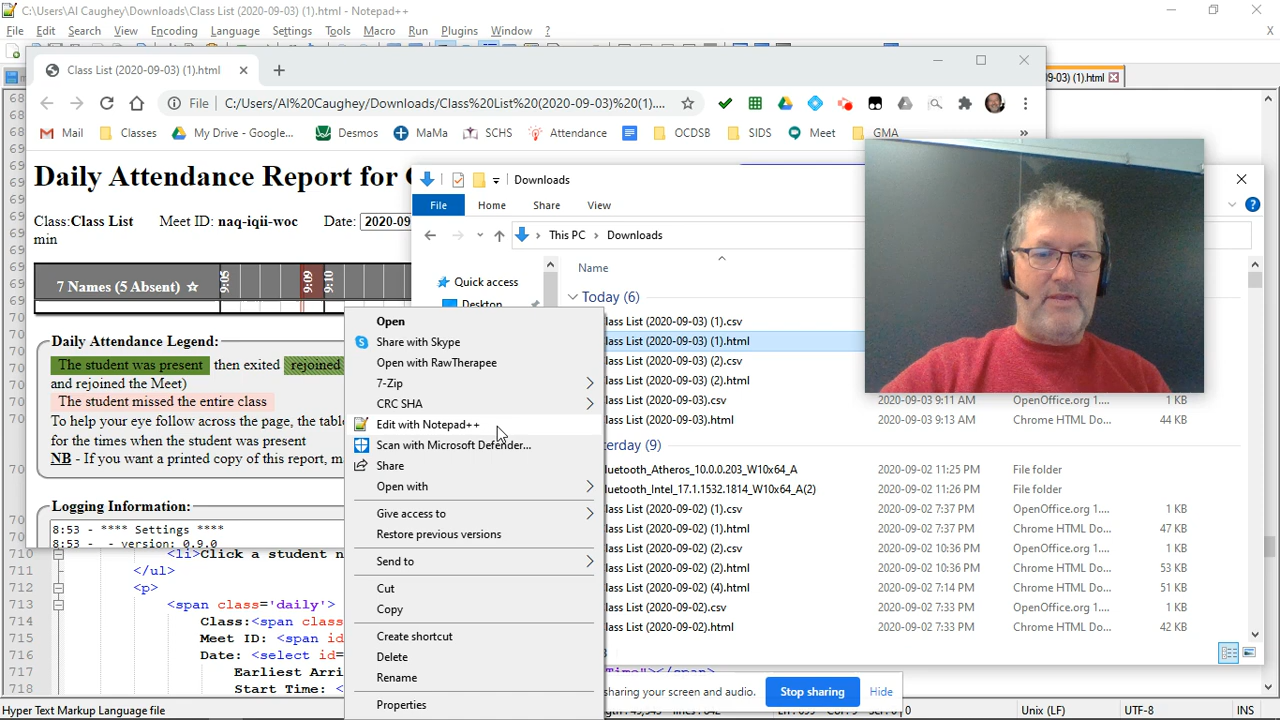 C:\Users\Al Caughey\Downloads\Class List (2020-09-03) (1).html - Notepad++
File Edit Search View Encoding Language Settings Tools Macro Run Plugins Window ? X
Class List (2020-09-03) (1).html
9-03) (1).html
File C:/Users/Al%20Caughey/Downloads/Class%20List%20(2020-09-03)%20(1)....
Mail Classes My Drive - Google... Desmos MaMa SCHS Attendance OCDSB SIDS Meet GMA »
Daily Attendance Report for
Class:Class List Meet ID: naq-iqii-woc Date: 2020-09
min
7 Names (5 Absent) ☆ 9:05 9:09 9:10
Daily Attendance Legend:
The student was present then exited rejoined
and rejoined the Meet)
The student missed the entire class
To help your eye follow across the page, the table
for the times when the student was present
NB - If you want a printed copy of this report, m
Logging Information:
8:53 - **** Settings ****
8:53 - - version: 0.9.0
Downloads
File Home Share View
This PC > Downloads
Name
Quick access
Desktop
Today (6)
lass List (2020-09-03) (1).csv
lass List (2020-09-03) (1).html
lass List (2020-09-03) (2).csv
lass List (2020-09-03) (2).html
lass List (2020-09-03).csv 2020-09-03 9:11 AM OpenOffice.org 1.... 1 KB
lass List (2020-09-03).html 2020-09-03 9:13 AM Chrome HTML Do... 44 KB
terday (9)
luetooth_Atheros_10.0.0.203_W10x64_A 2020-09-02 11:25 PM File folder
luetooth_Intel_17.1.1532.1814_W10x64_A(2) 2020-09-02 11:26 PM File folder
lass List (2020-09-02) (1).csv 2020-09-02 7:37 PM OpenOffice.org 1.... 1 KB
lass List (2020-09-02) (1).html 2020-09-02 7:37 PM Chrome HTML Do... 47 KB
lass List (2020-09-02) (2).csv 2020-09-02 10:36 PM OpenOffice.org 1.... 1 KB
lass List (2020-09-02) (2).html 2020-09-02 10:36 PM Chrome HTML Do... 53 KB
lass List (2020-09-02) (4).html 2020-09-02 7:14 PM Chrome HTML Do... 51 KB
lass List (2020-09-02).csv 2020-09-02 7:33 PM OpenOffice.org 1.... 1 KB
lass List (2020-09-02).html 2020-09-02 7:33 PM Chrome HTML Do... 47 KB
Open
Share with Skype
Open with RawTherapee
7-Zip
CRC SHA
Edit with Notepad++
Scan with Microsoft Defender...
Share
Open with
Give access to
Restore previous versions
Send to
Cut
Copy
Create shortcut
Delete
Rename
Properties
710 <li>Click a student n
711 </ul>
712 <p>
713 <span class='daily'>
714 Class:<span class
715 Meet ID: <span id
716 Date: <select id=
717 Earliest Arri
718 Start Time: <
Time"></span>
sharing your screen and audio. Stop sharing Hide
Hyper Text Markup Language file Unix (LF) UTF-8 INS